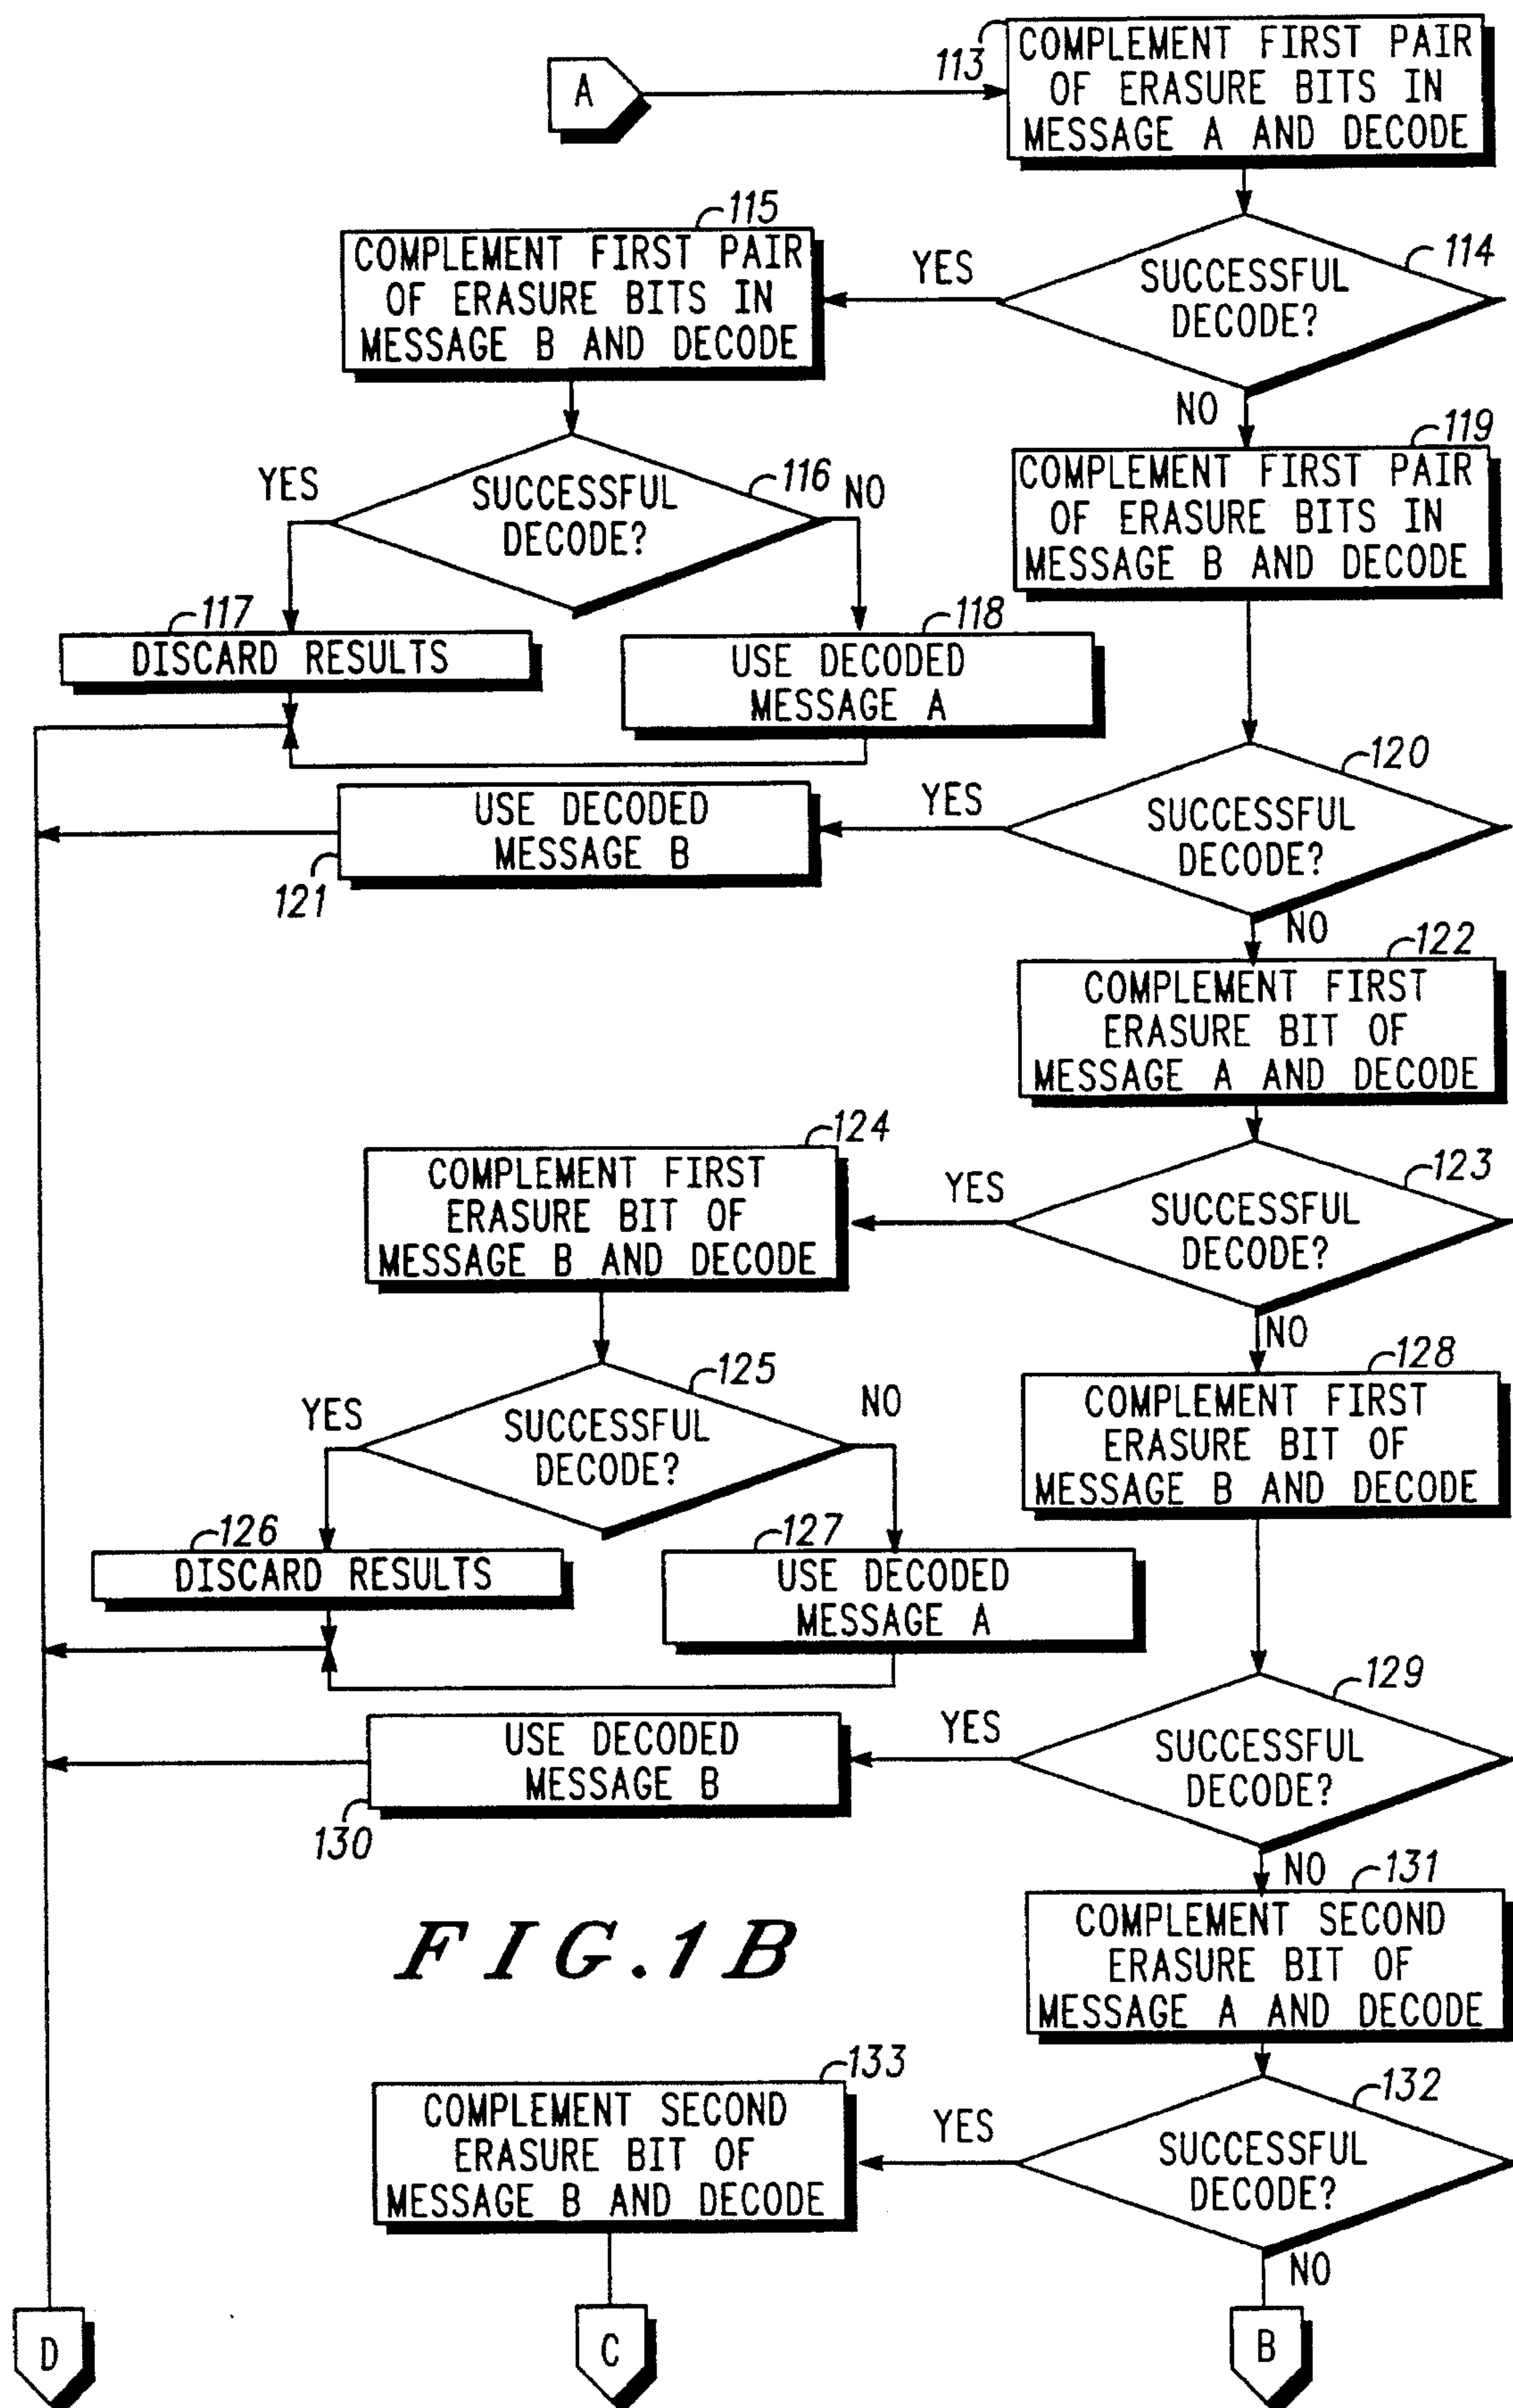 113
COMPLEMENT FIRST PAIR
OF ERASURE BITS IN
MESSAGE A AND DECODE
A
115
COMPLEMENT FIRST PAIR
OF ERASURE BITS IN
MESSAGE B AND DECODE
YES
114
SUCCESSFUL
DECODE?
NO
119
COMPLEMENT FIRST PAIR
OF ERASURE BITS IN
MESSAGE B AND DECODE
YES
116
NO
SUCCESSFUL
DECODE?
117
DISCARD RESULTS
118
USE DECODED
MESSAGE A
120
YES
SUCCESSFUL
DECODE?
USE DECODED
MESSAGE B
121
NO
122
COMPLEMENT FIRST
ERASURE BIT OF
MESSAGE A AND DECODE
124
COMPLEMENT FIRST
ERASURE BIT OF
MESSAGE B AND DECODE
YES
123
SUCCESSFUL
DECODE?
NO
128
COMPLEMENT FIRST
ERASURE BIT OF
MESSAGE B AND DECODE
125
YES
NO
SUCCESSFUL
DECODE?
126
DISCARD RESULTS
127
USE DECODED
MESSAGE A
129
YES
SUCCESSFUL
DECODE?
USE DECODED
MESSAGE B
130
NO
131
COMPLEMENT SECOND
ERASURE BIT OF
MESSAGE A AND DECODE
FIG.1B
133
COMPLEMENT SECOND
ERASURE BIT OF
MESSAGE B AND DECODE
YES
132
SUCCESSFUL
DECODE?
NO
D
C
B